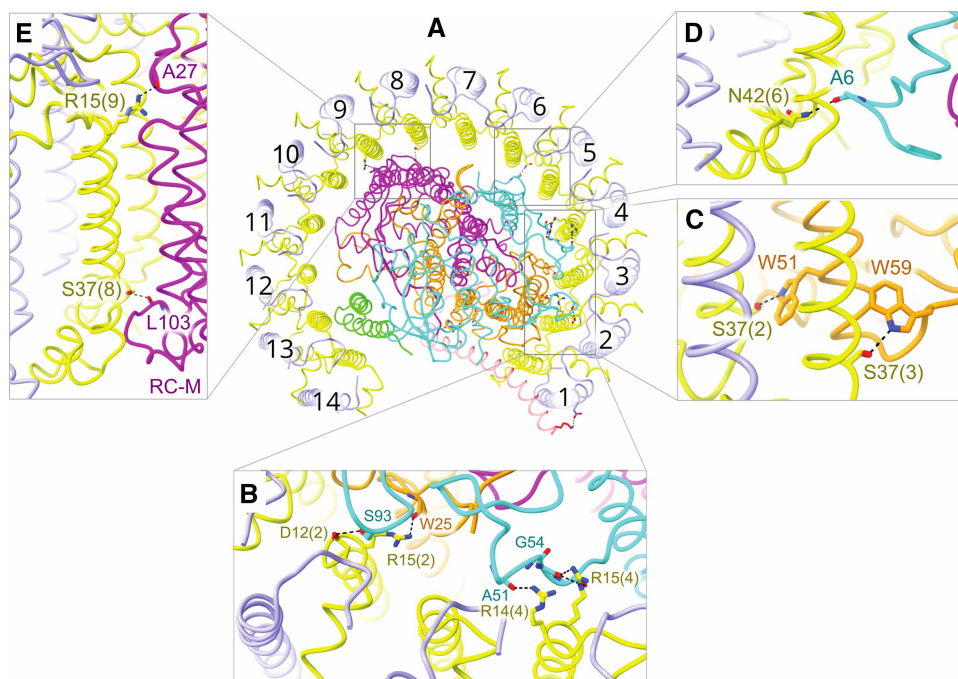 A
E
A27
R15(9)
S37(8)
L103
RC-M
8
7
9
6
10
5
4
11
3
12
2
13
1
14
D
A6
N42(6)
C
W51
W59
S37(2)
S37(3)
B
S93
D12(2)
W25
R15(2)
G54
R15(4)
A51
R14(4)